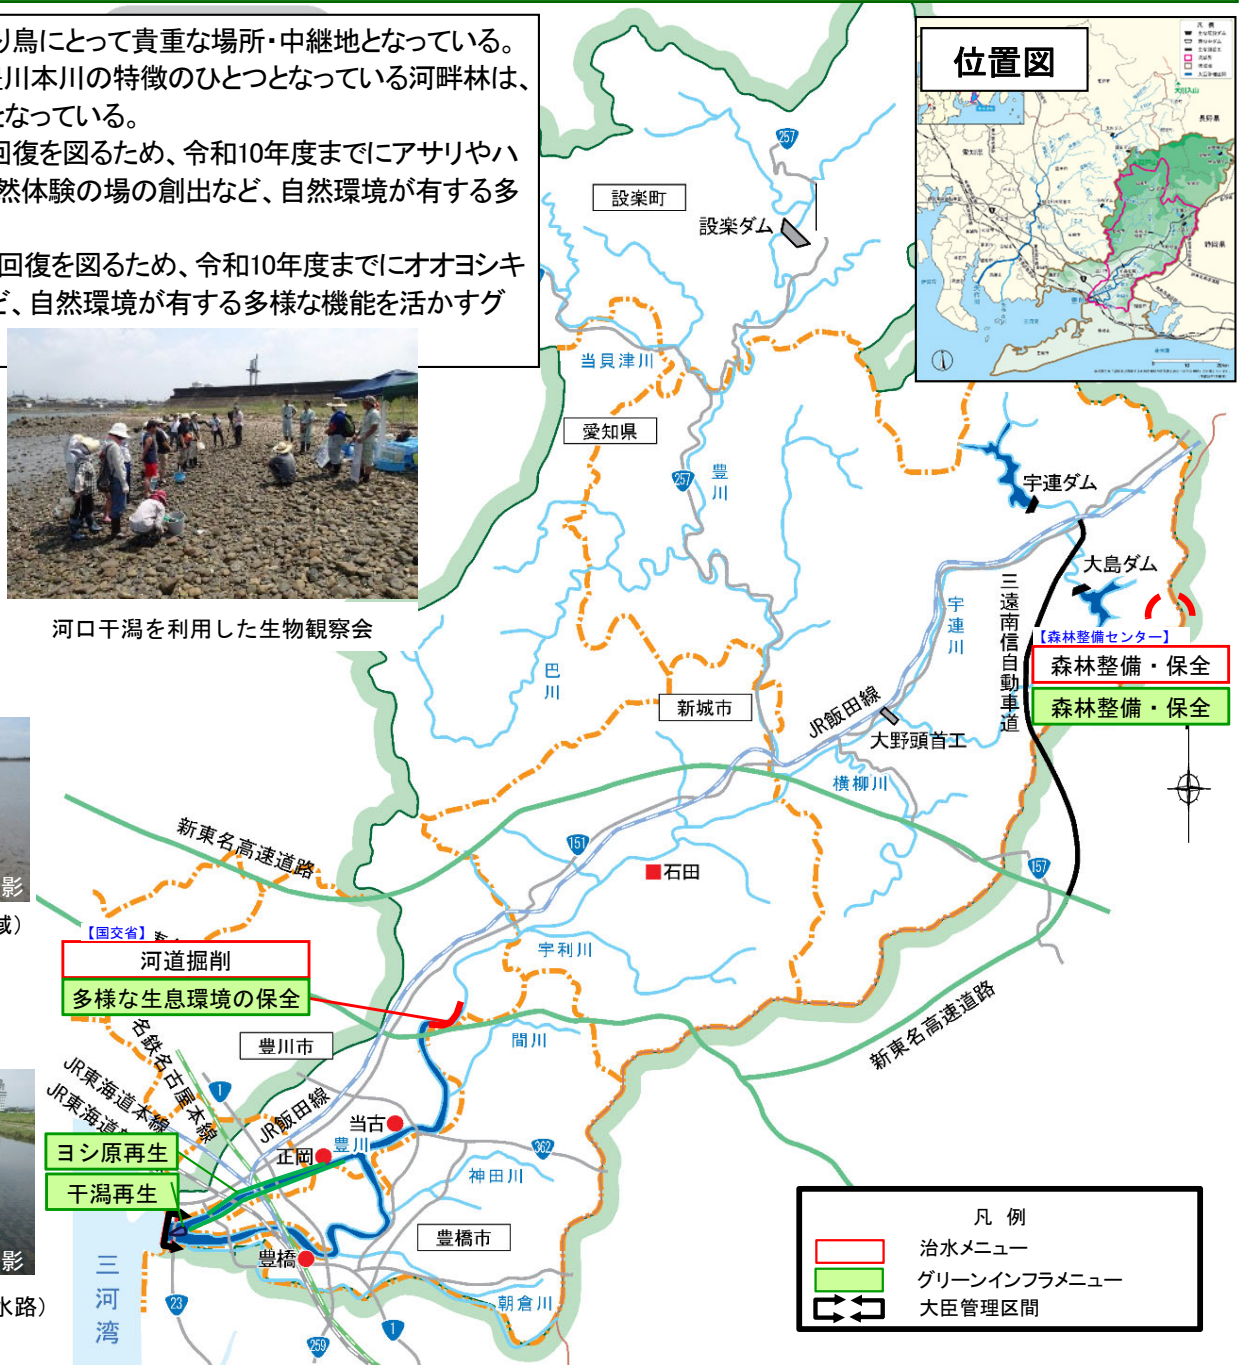 り鳥にとって貴重な場所・中継地となっている。
豊川本川の特徴のひとつとなっている河畔林は、
となっている。
回復を図るため、令和10年度までにアサリやハ
然体験の場の創出など、自然環境が有する多
回復を図るため、令和10年度までにオオヨシキ
ど、自然環境が有する多様な機能を活かすグ
位置図
凡例
愛知県
長野県
静岡県
257
設楽町
設楽ダム
当貝津川
愛知県
257
豊川
宇連ダム
大島ダム
三遠南信自動車道
宇連川
河口干潟を利用した生物観察会
【森林整備センター】
森林整備・保全
森林整備・保全
巴川
新城市
JR飯田線
大野頭首工
横柳川
新東名高速道路
151
石田
157
影
域）
【国交省】
河道掘削
多様な生息環境の保全
宇利川
間川
新東名高速道路
豊川市
名鉄名古屋本線
JR東海道本線
JR東海道
1
JR飯田線
当古
正岡
豊川
362
神田川
ヨシ原再生
干潟再生
豊橋市
豊橋
影
水路）
三河湾
23
259
1
朝倉川
凡 例
治水メニュー
グリーンインフラメニュー
大臣管理区間